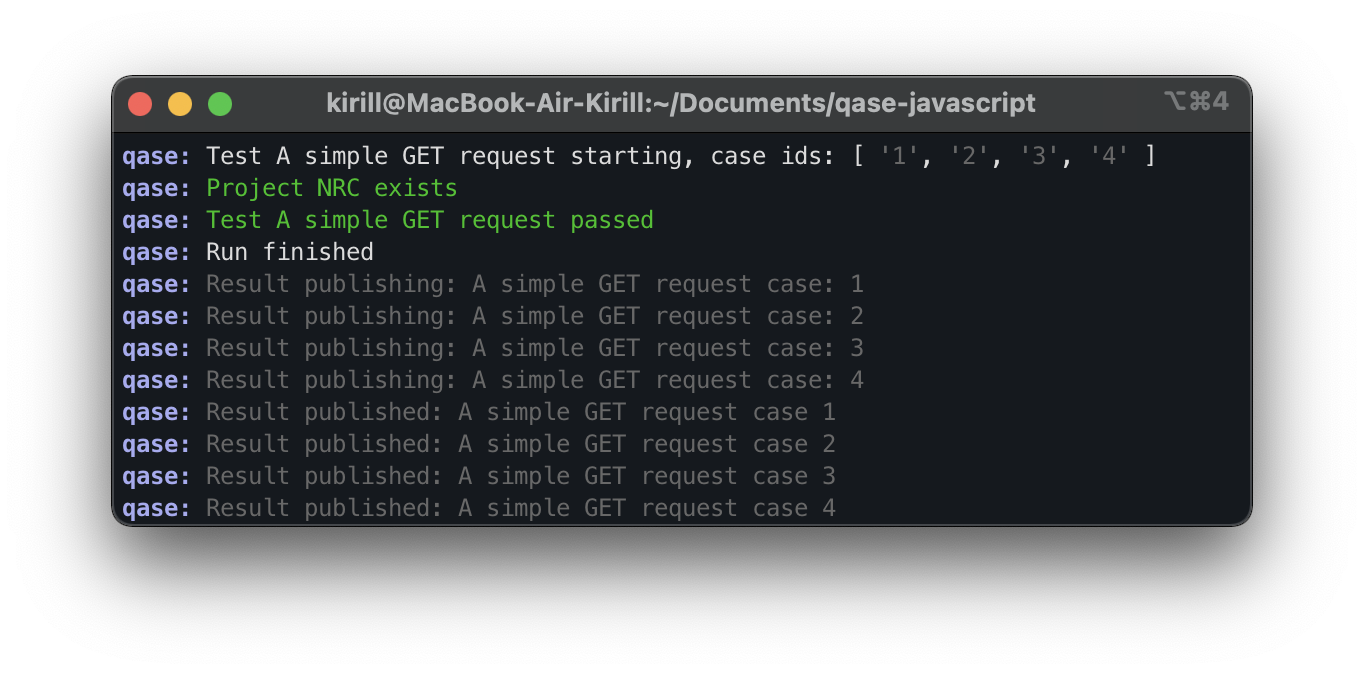 kirill@MacBook-Air-Kirill:~/Documents/qase-javascript ⌥⌘4
qase: Test A simple GET request starting, case ids: [ '1', '2', '3', '4' ]
qase: Project NRC exists
qase: Test A simple GET request passed
qase: Run finished
qase: Result publishing: A simple GET request case: 1
qase: Result publishing: A simple GET request case: 2
qase: Result publishing: A simple GET request case: 3
qase: Result publishing: A simple GET request case: 4
qase: Result published: A simple GET request case 1
qase: Result published: A simple GET request case 2
qase: Result published: A simple GET request case 3
qase: Result published: A simple GET request case 4